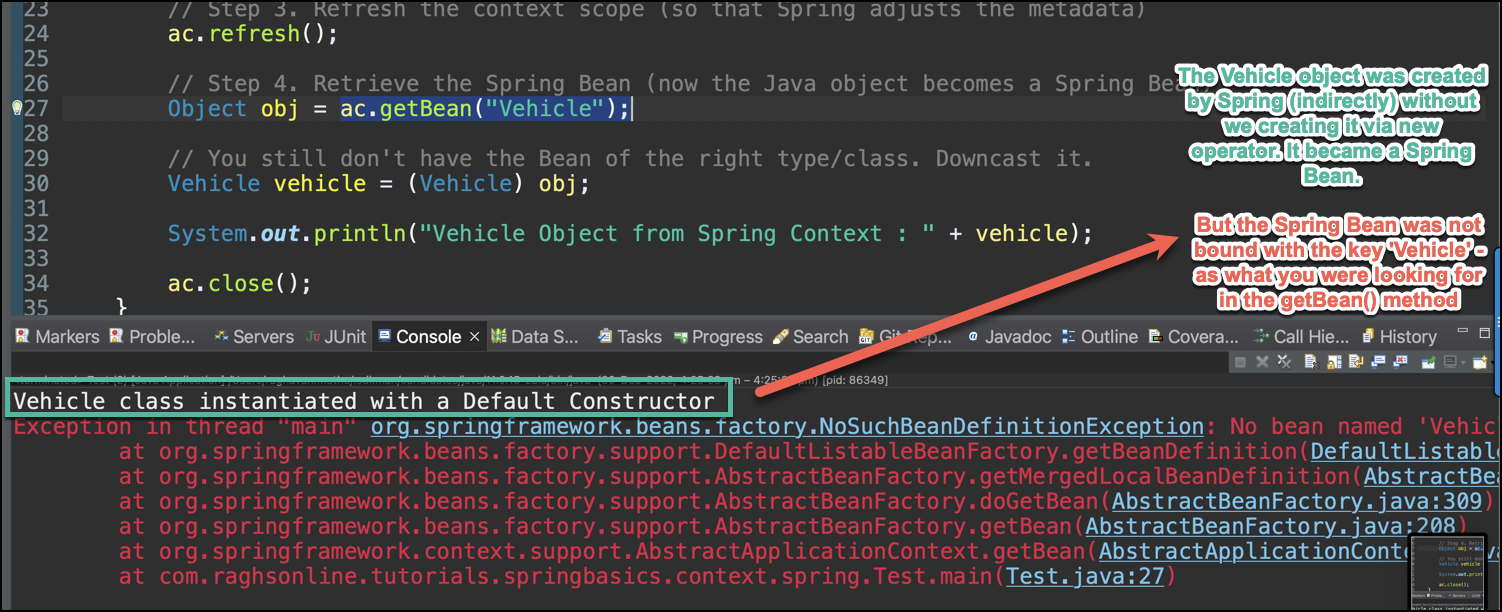 23 // Step 3. Refresh the context scope (so that Spring adjusts the metadata)
24 ac.refresh();
25
26 // Step 4. Retrieve the Spring Bean (now the Java object becomes a Spring Be
27 Object obj = ac.getBean("Vehicle");
28
29 // You still don't have the Bean of the right type/class. Downcast it.
30 Vehicle vehicle = (Vehicle) obj;
31
32 System.out.println("Vehicle Object from Spring Context : " + vehicle);
33
34 ac.close();
35 }
The Vehicle object was created
by Spring (indirectly) without
we creating it via new
operator. It became a Spring
Bean.
But the Spring Bean was not
bound with the key 'Vehicle' -
as what you were looking for
in the getBean() method
Markers Proble... Servers JUnit Console Data S... Tasks Progress Search Git Rep... Javadoc Outline Covera... Call Hie... History
[pid: 86349]
Vehicle class instantiated with a Default Constructor
Exception in thread "main" org.springframework.beans.factory.NoSuchBeanDefinitionException: No bean named 'Vehic
at org.springframework.beans.factory.support.DefaultListableBeanFactory.getBeanDefinition(DefaultListable
at org.springframework.beans.factory.support.AbstractBeanFactory.getMergedLocalBeanDefinition(AbstractBea
at org.springframework.beans.factory.support.AbstractBeanFactory.doGetBean(AbstractBeanFactory.java:309)
at org.springframework.beans.factory.support.AbstractBeanFactory.getBean(AbstractBeanFactory.java:208)
at org.springframework.context.support.AbstractApplicationContext.getBean(AbstractApplicationConte
at com.raghsonline.tutorials.springbasics.context.spring.Test.main(Test.java:27)